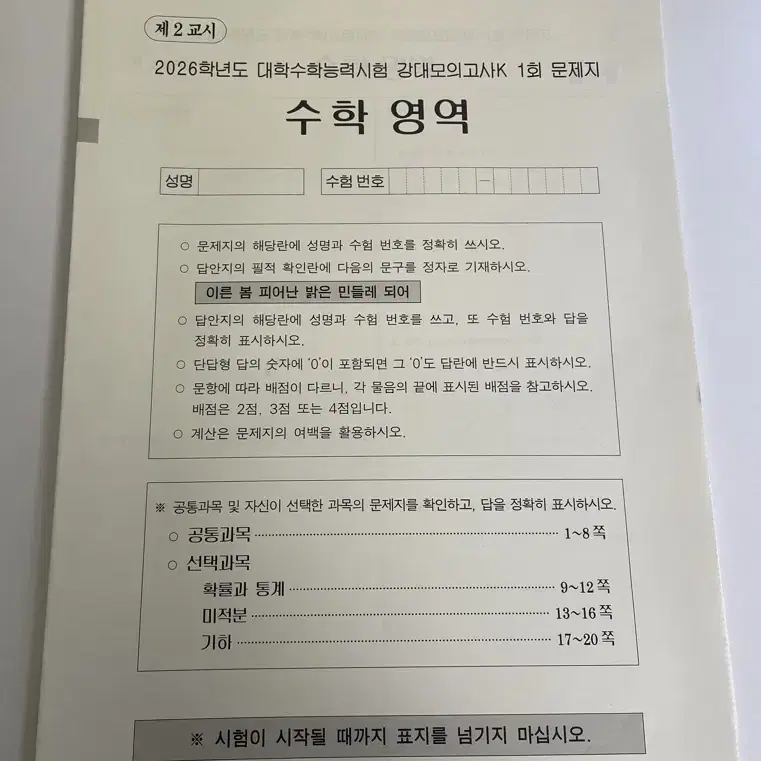 제 2 교시
2026학년도 대학수학능력시험 강대모의고사K 1회 문제지
수학 영역
성명
수험 번호 –
○ 문제지의 해당란에 성명과 수험 번호를 정확히 쓰시오.
○ 답안지의 필적 확인란에 다음의 문구를 정자로 기재하시오.
이른 봄 피어난 밝은 민들레 되어
○ 답안지의 해당란에 성명과 수험 번호를 쓰고, 또 수험 번호와 답을
정확히 표시하시오.
○ 단답형 답의 숫자에 '0'이 포함되면 그 '0'도 답란에 반드시 표시하시오.
○ 문항에 따라 배점이 다르니, 각 물음의 끝에 표시된 배점을 참고하시오.
배점은 2점, 3점 또는 4점입니다.
○ 계산은 문제지의 여백을 활용하시오.
※ 공통과목 및 자신이 선택한 과목의 문제지를 확인하고, 답을 정확히 표시하시오.
○ 공통과목 1~8쪽
○ 선택과목
확률과 통계 9~12쪽
미적분 13~16쪽
기하 17~20쪽
※ 시험이 시작될 때까지 표지를 넘기지 마십시오.